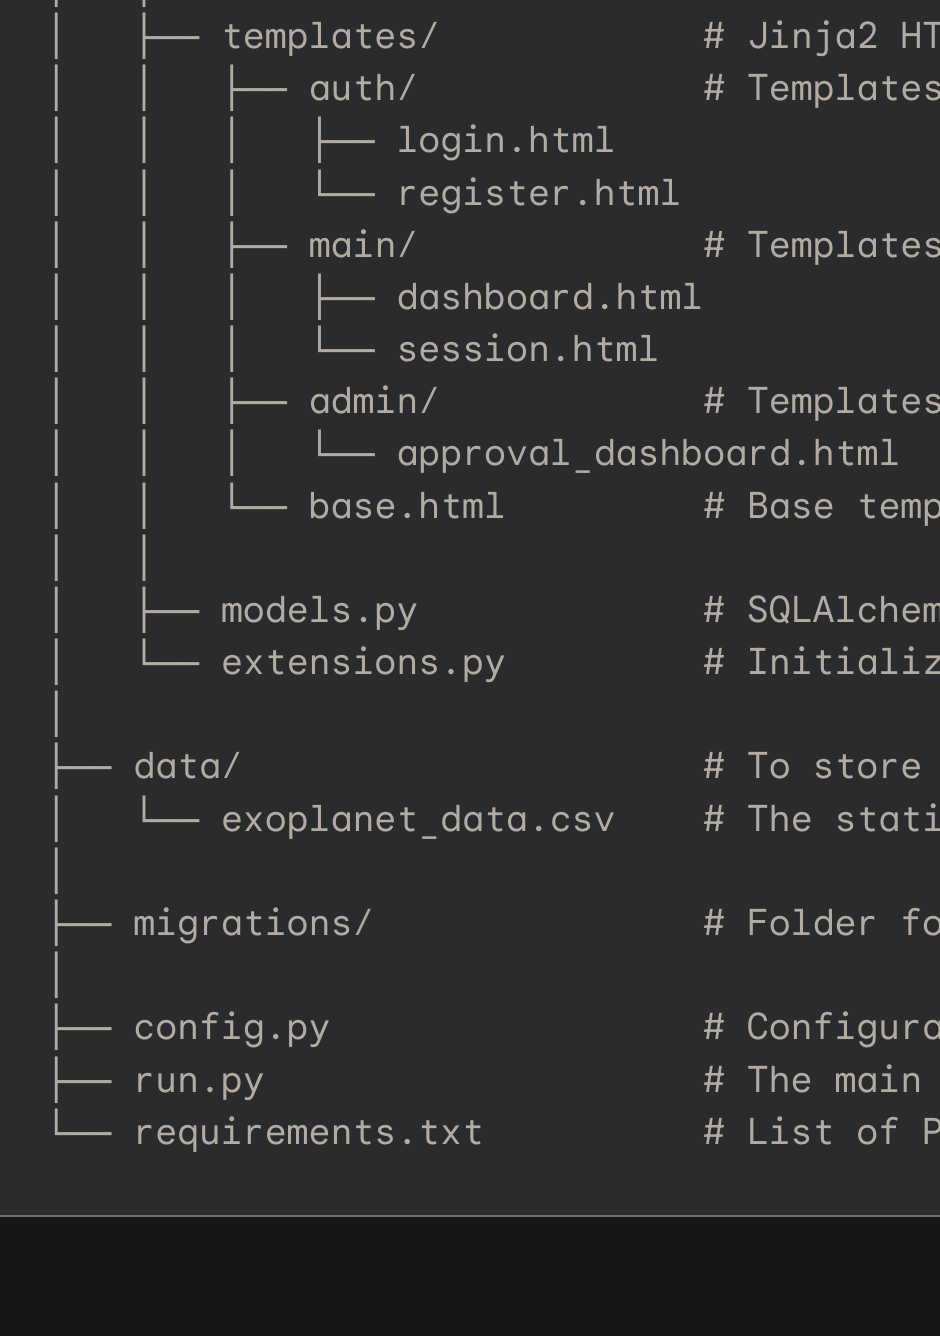 │   ├── templates/            # Jinja2 HT
│   │   ├── auth/             # Templates
│   │   │   ├── login.html
│   │   │   └── register.html
│   │   ├── main/             # Templates
│   │   │   ├── dashboard.html
│   │   │   └── session.html
│   │   ├── admin/            # Templates
│   │   │   └── approval_dashboard.html
│   │   └── base.html         # Base temp
│   │
│   ├── models.py             # SQLAlchem
│   └── extensions.py         # Initializ
│
├── data/                     # To store
│   └── exoplanet_data.csv    # The stati
│
├── migrations/               # Folder fo
│
├── config.py                 # Configura
├── run.py                    # The main
└── requirements.txt          # List of P